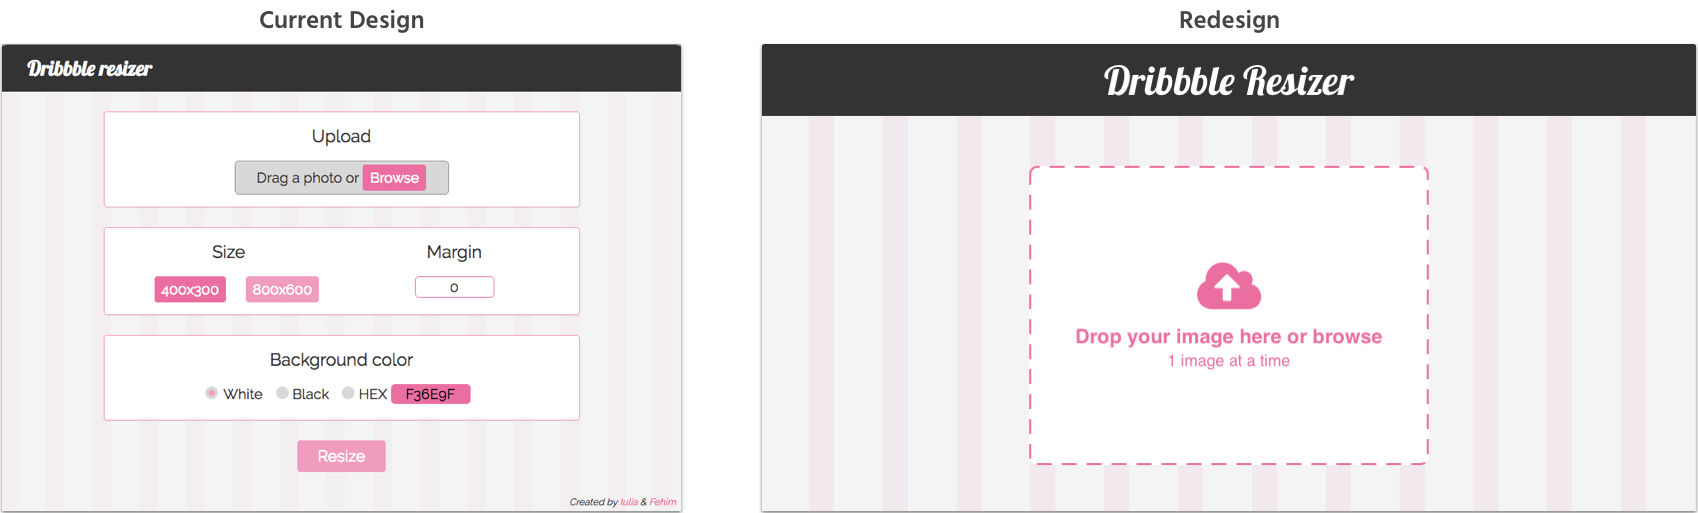 Current Design
Dribbble resizer
Upload
Drag a photo or Browse
Size Margin
400x300 800x600 0
Background color
White Black HEX F36E9F
Resize
Created by Iulia & Fehim
Redesign
Dribbble Resizer
Drop your image here or browse
1 image at a time